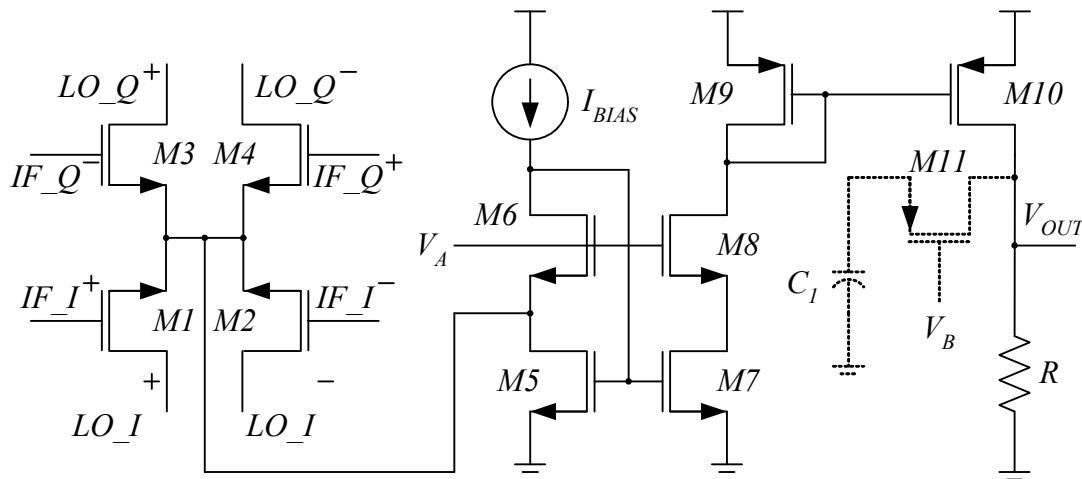 LO_Q+
LO_Q−
IF_Q−
M3
M4
IF_Q+
IF_I+
M1
M2
IF_I−
+
−
LO_I
LO_I
I_BIAS
M6
V_A
M8
M5
M7
M9
M10
M11
V_OUT
C_1
V_B
R